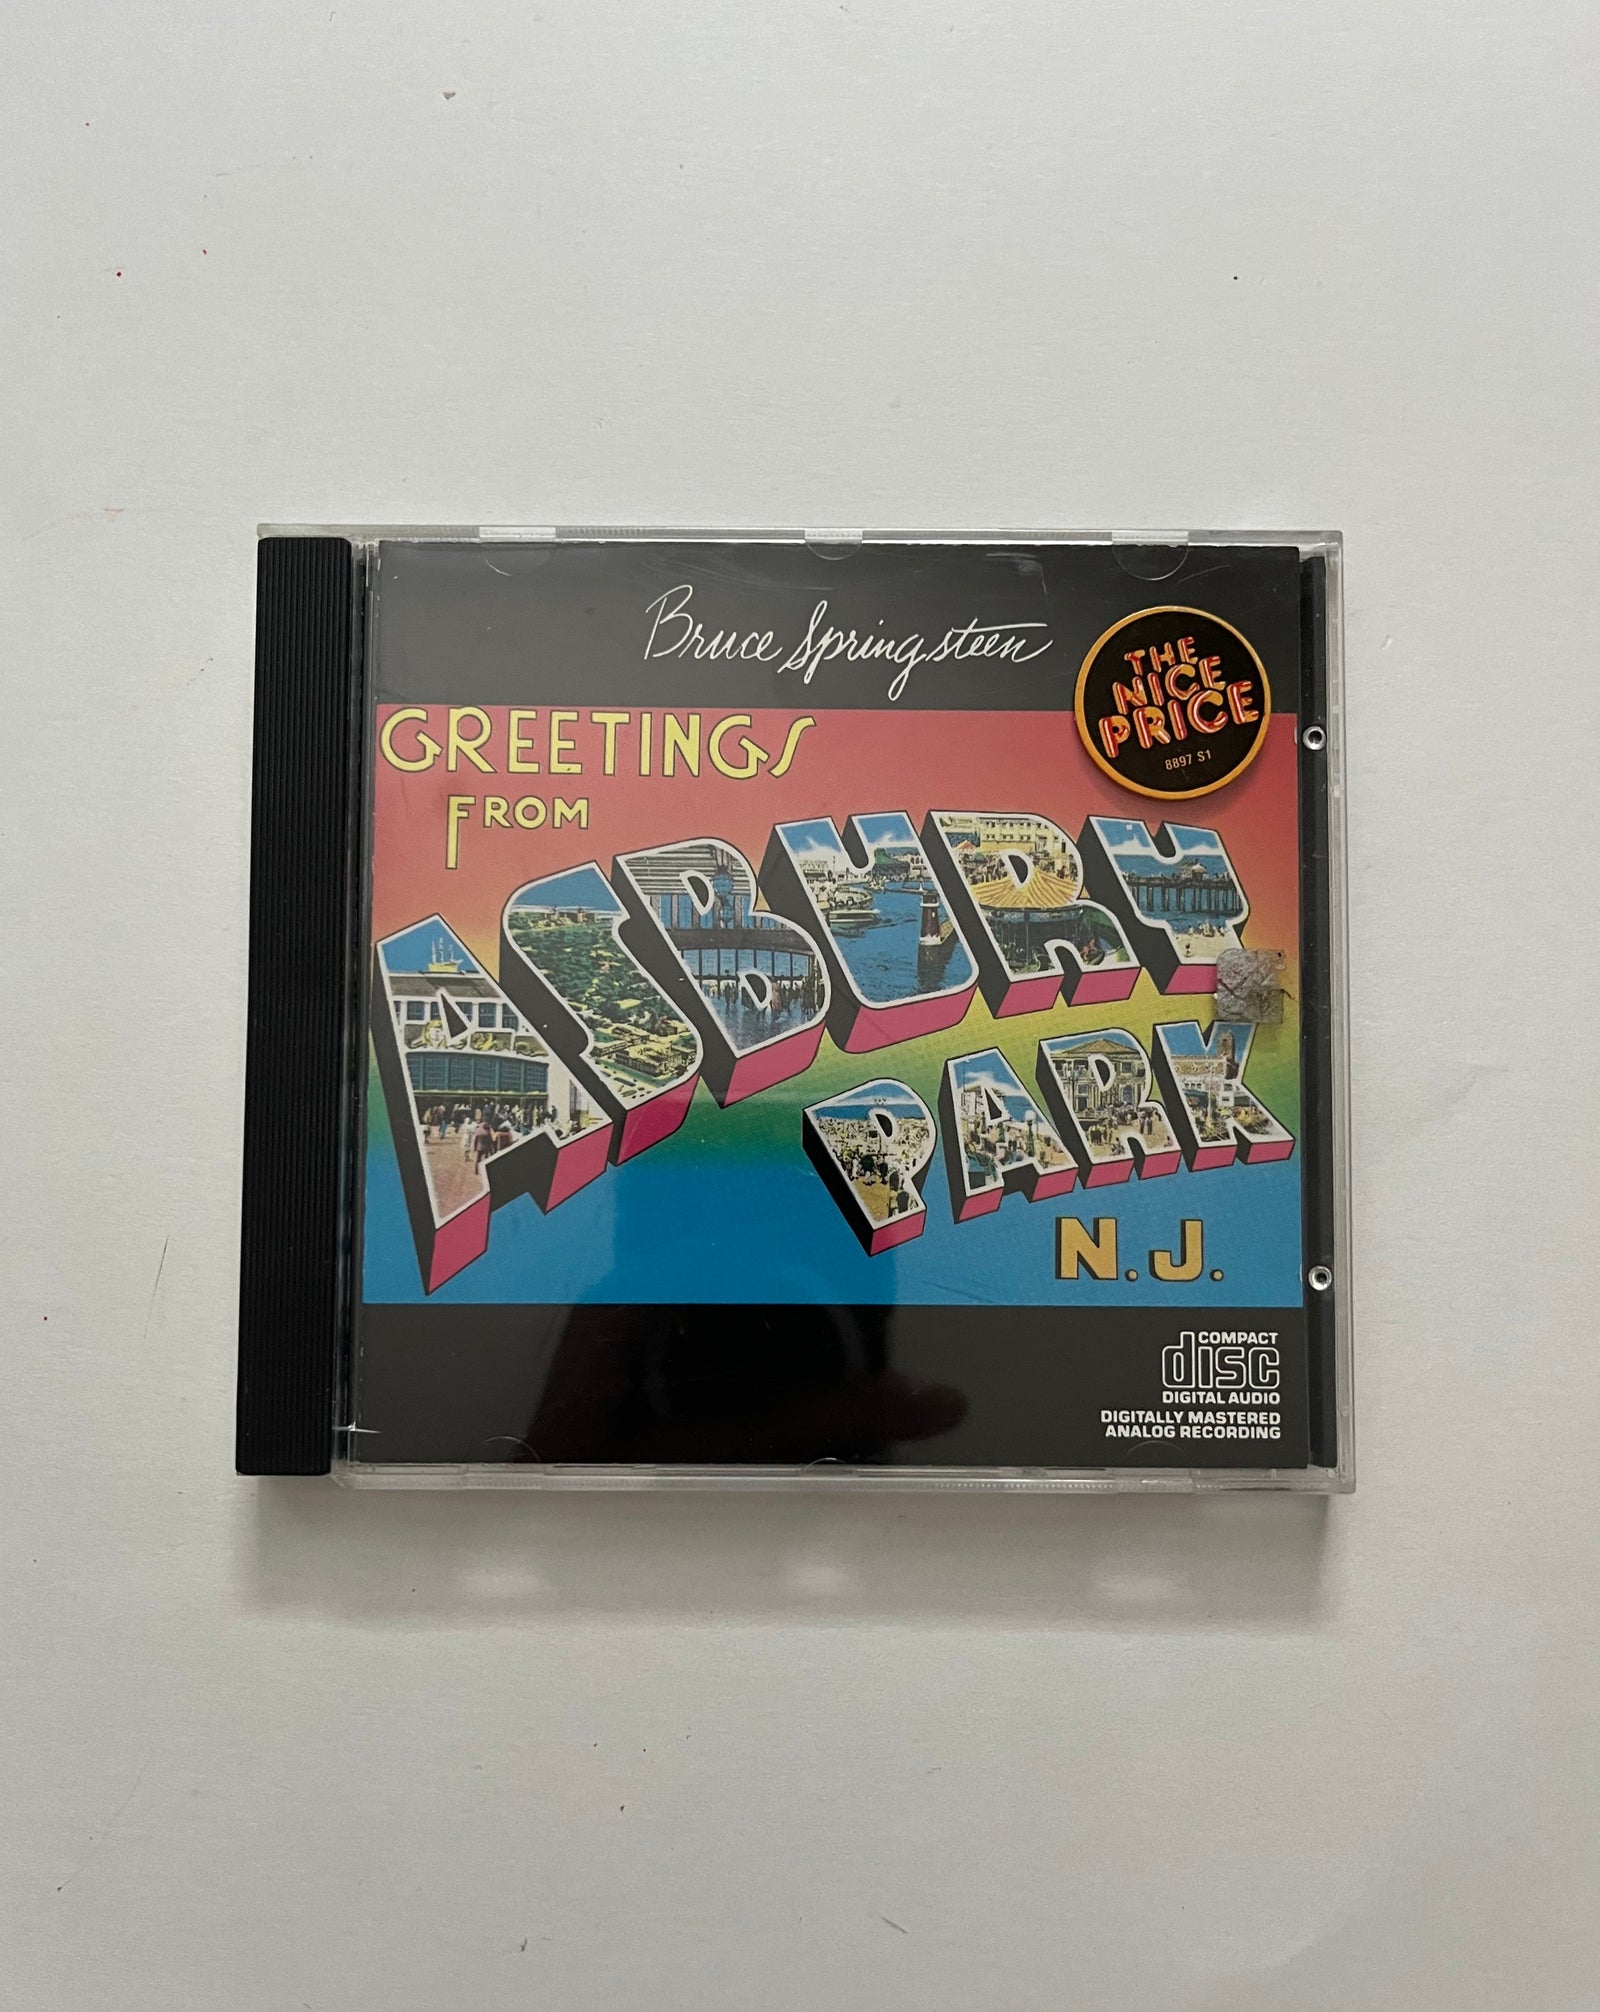 Bruce Springsteen
THE
NICE
PRICE
8897 S1
GREETINGS
FROM
ASBURY
PARK
N.J.
COMPACT
disc
DIGITAL AUDIO
DIGITALLY MASTERED
ANALOG RECORDING